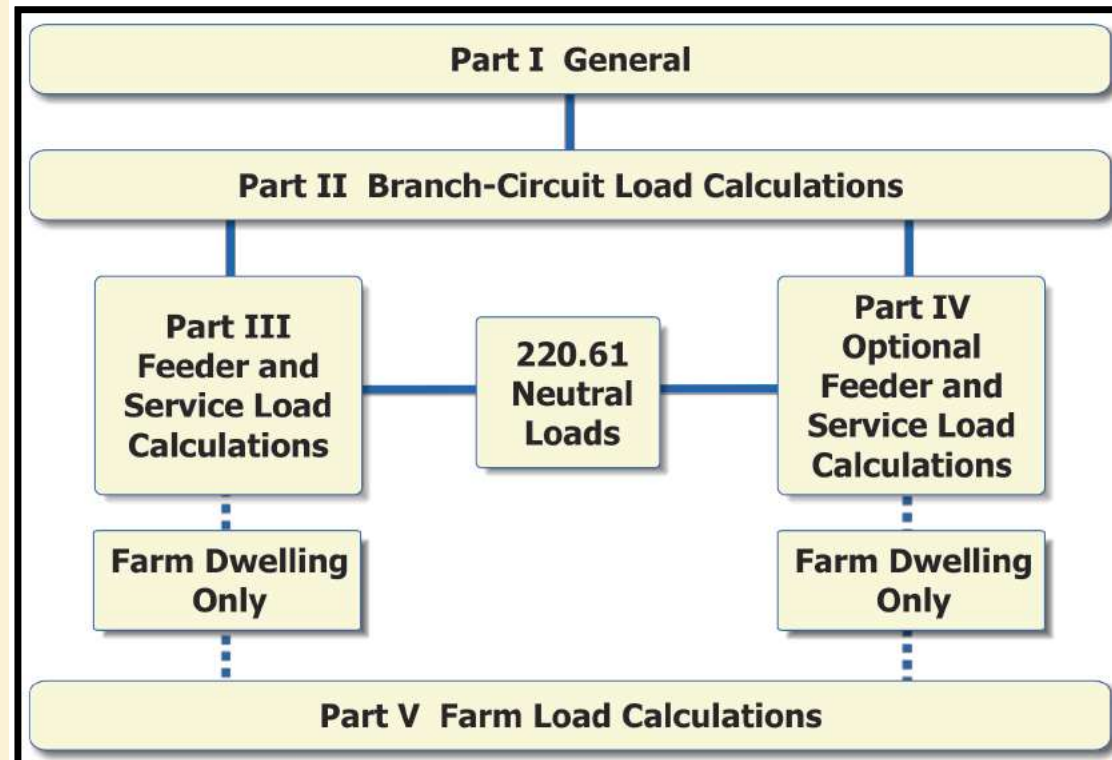 Part I General
Part II Branch-Circuit Load Calculations
Part III
Feeder and
Service Load
Calculations
220.61
Neutral
Loads
Part IV
Optional
Feeder and
Service Load
Calculations
Farm Dwelling
Only
Farm Dwelling
Only
Part V Farm Load Calculations